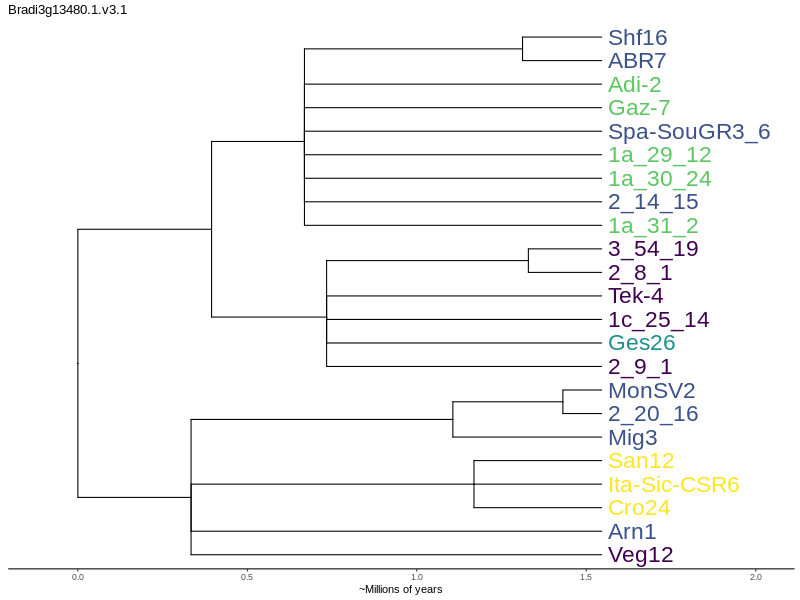 Bradi3g13480.1.v3.1
Shf16
ABR7
Adi-2
Gaz-7
Spa-SouGR3_6
1a_29_12
1a_30_24
2_14_15
1a_31_2
3_54_19
2_8_1
Tek-4
1c_25_14
Ges26
2_9_1
MonSV2
2_20_16
Mig3
San12
Ita-Sic-CSR6
Cro24
Arn1
Veg12
0.0 0.5 1.0 1.5 2.0
~Millions of years